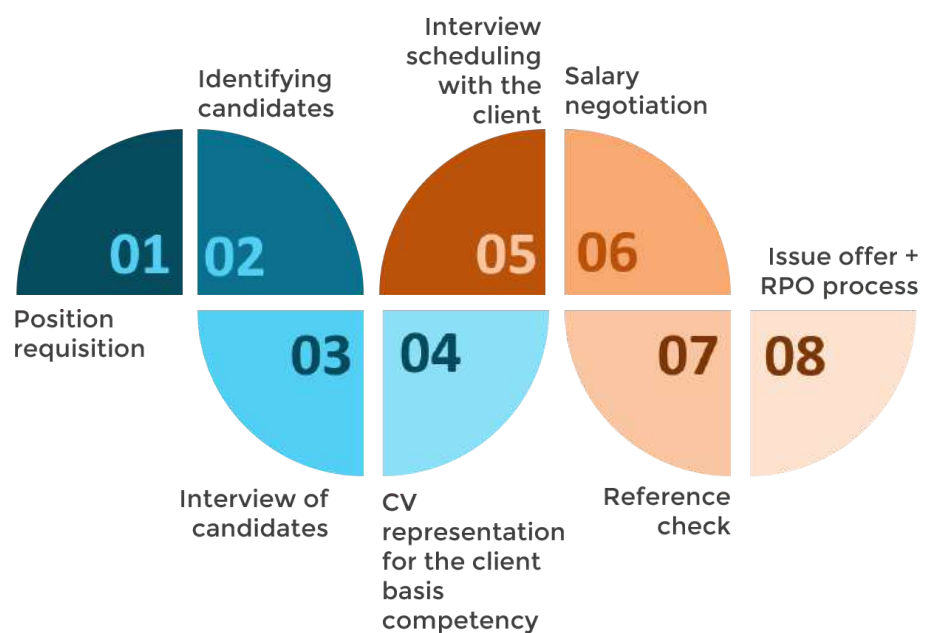 01
Position
requisition
02
Identifying
candidates
03
Interview of
candidates
04
CV
representation
for the client
basis
competency
05
Interview
scheduling
with the
client
06
Salary
negotiation
07
Reference
check
08
Issue offer +
RPO process